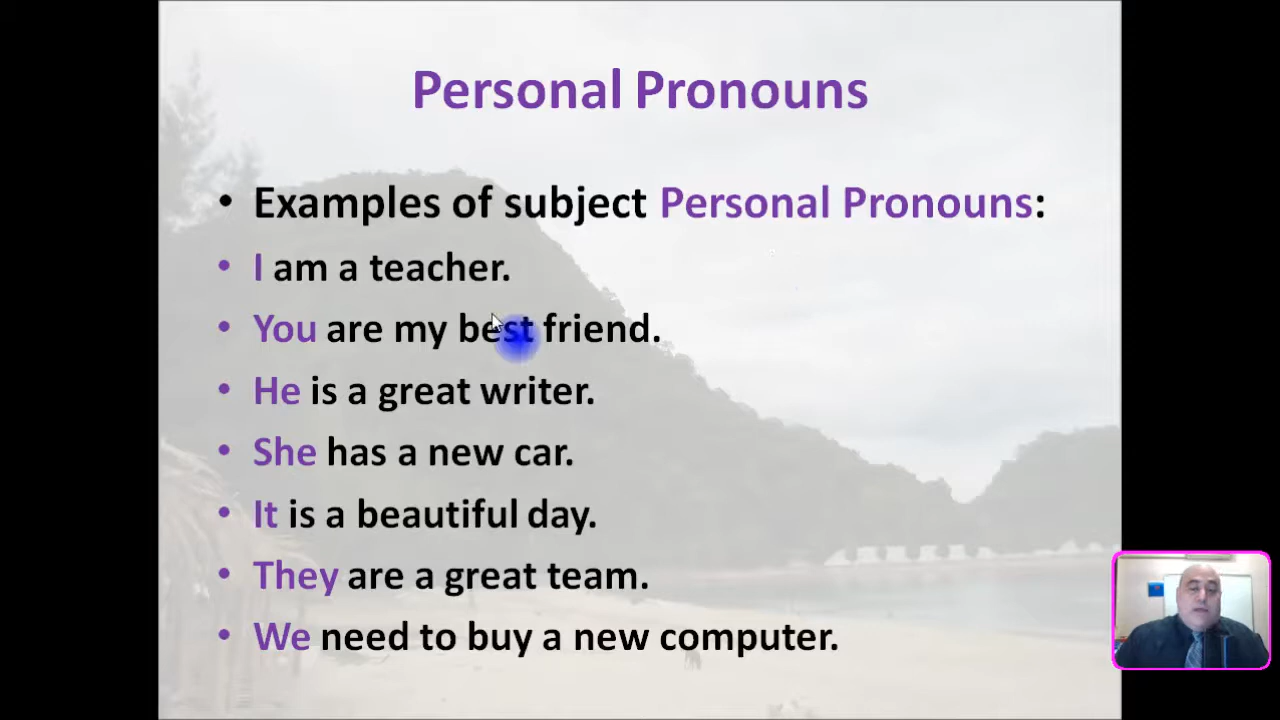 Personal Pronouns
• Examples of subject Personal Pronouns:
• I am a teacher.
• You are my best friend.
• He is a great writer.
• She has a new car.
• It is a beautiful day.
• They are a great team.
• We need to buy a new computer.